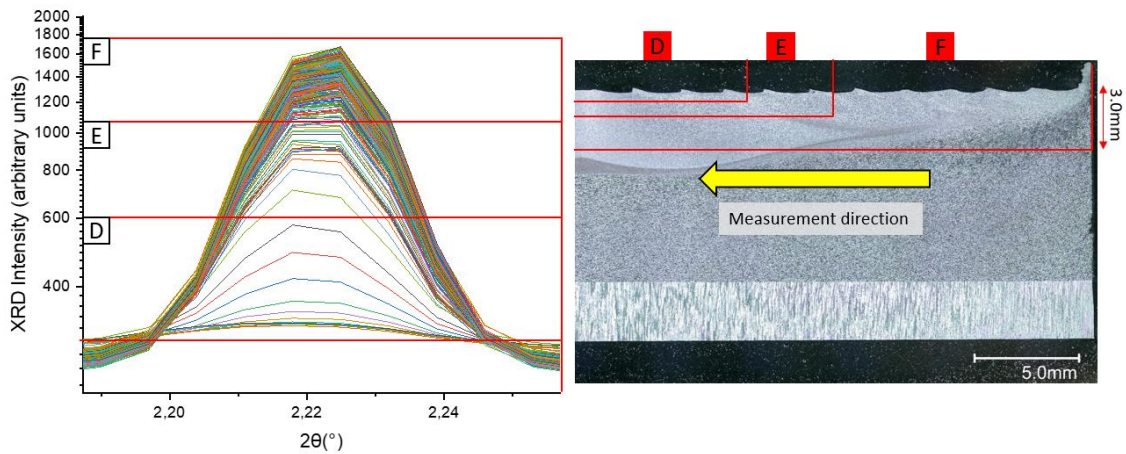 2000
1800
1600
1400
1200
1000
800
600
400
F
E
D
XRD Intensity (arbitrary units)
2,20
2,22
2,24
2θ(°)
D
E
F
3.0mm
Measurement direction
5.0mm